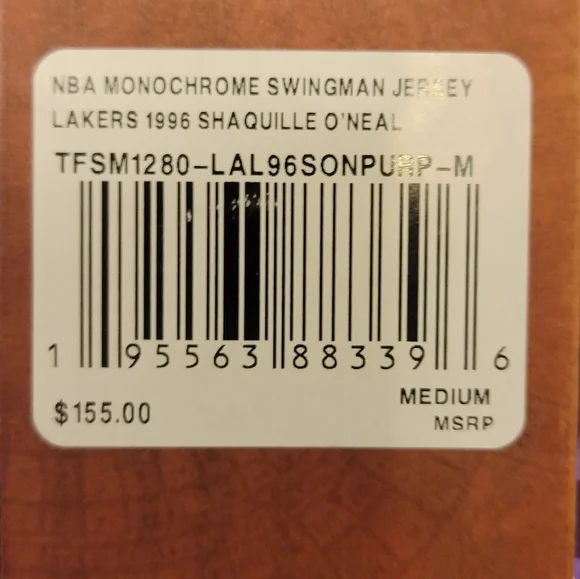 NBA MONOCHROME SWINGMAN JERSEY
LAKERS 1996 SHAQUILLE O'NEAL
TFSM1280-LAL96SONPURP-M
1 95563 88339 6
$155.00
MEDIUM
MSRP